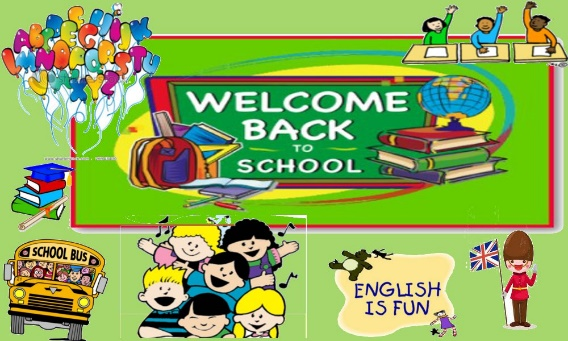 A B C D E F G H I J K
L M N O P Q R S T U
V W X Y Z
WELCOME
BACK
TO
SCHOOL
SCHOOL BUS
ENGLISH
IS FUN